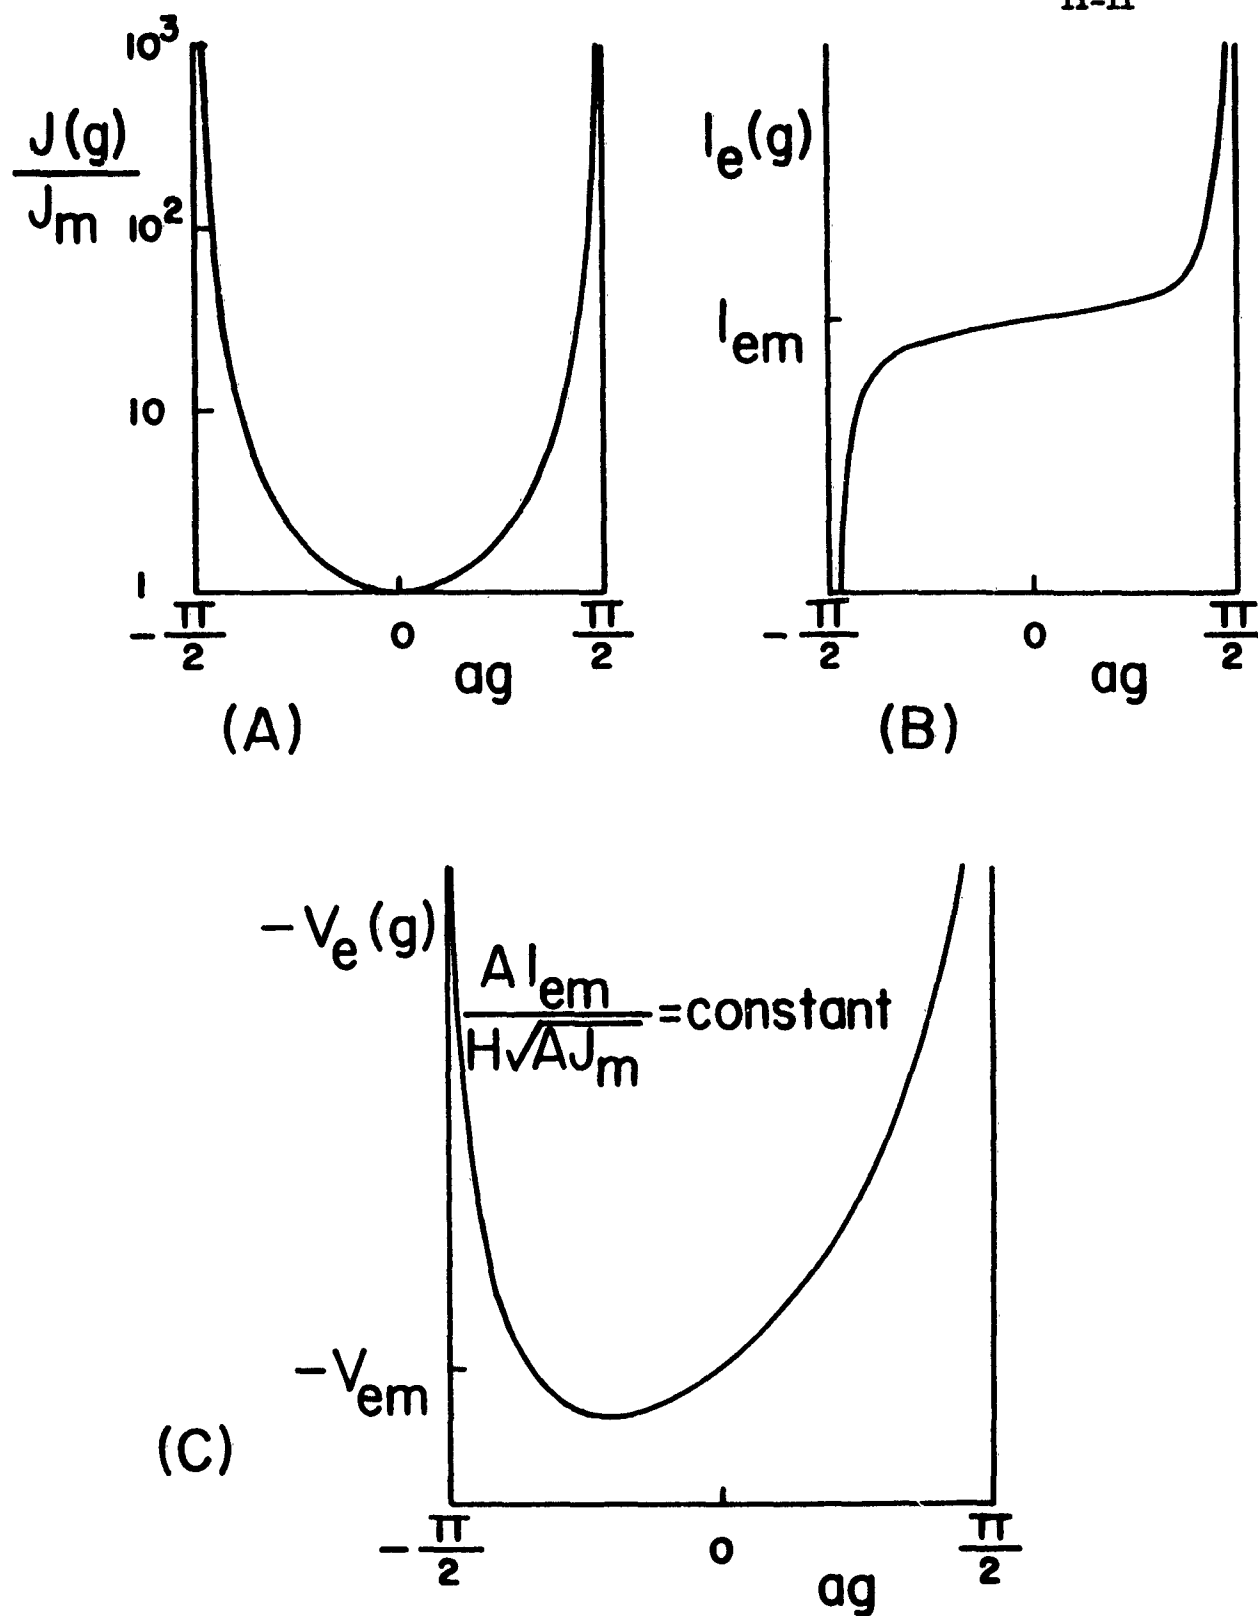 10³
J(g)
Jm
10²
10
1
-π/2
0
π/2
ag
(A)
Ie(g)
Iem
-π/2
0
π/2
ag
(B)
-Ve(g)
A Iem
H√AJm
=constant
-Vem
(C)
-π/2
0
π/2
ag